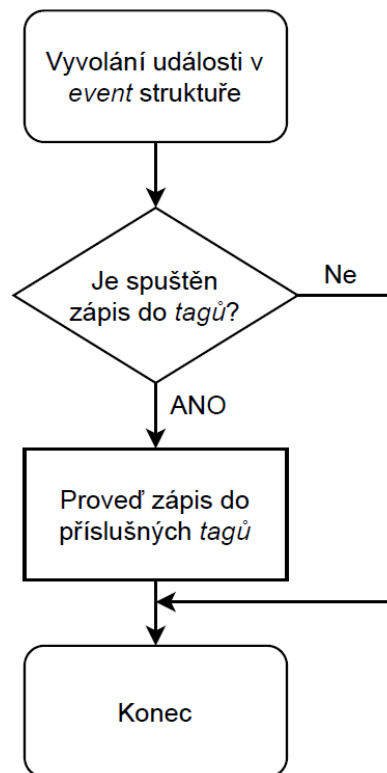 Vyvolání události v
event struktuře
Je spuštěn
zápis do tagů?
Ne
ANO
Proveď zápis do
příslušných tagů
Konec